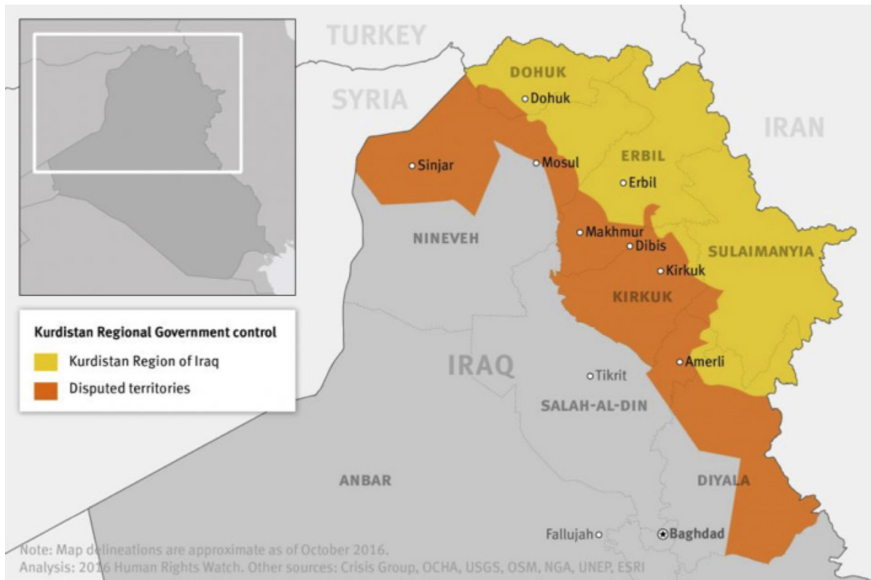 TURKEY
DOHUK
Dohuk
SYRIA
IRAN
ERBIL
Mosul
Sinjar
Erbil
Makhmur
NINEVEH
Dibis
SULAIMANYIA
Kirkuk
KIRKUK
Kurdistan Regional Government control
Kurdistan Region of Iraq
Disputed territories
IRAQ
Amerli
Tikrit
SALAH-AL-DIN
ANBAR
DIYALA
Fallujah
Baghdad
Note: Map delineations are approximate as of October 2016.
Analysis: 2016 Human Rights Watch. Other sources: Crisis Group, OCHA, USGS, OSM, NGA, UNEP, ESRI